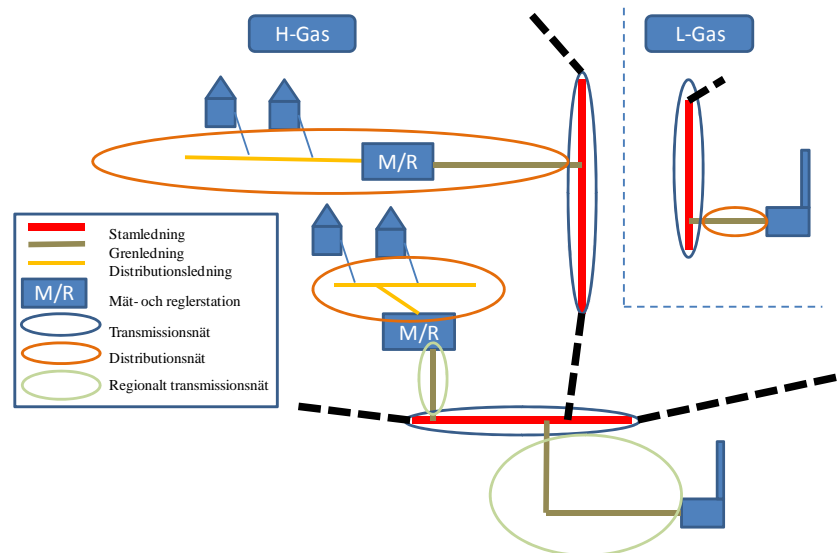 H-Gas
L-Gas
M/R
M/R
Stamledning
Grenledning
Distributionsledning
M/R
Mät- och reglerstation
Transmissionsnät
Distributionsnät
Regionalt transmissionsnät